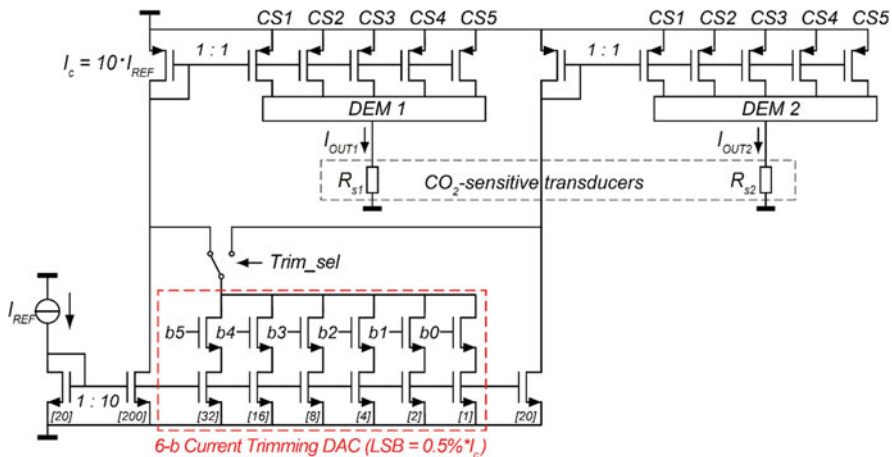 CS1 CS2 CS3 CS4 CS5 CS1 CS2 CS3 CS4 CS5
I_c = 10·I_REF 1 : 1 1 : 1
DEM 1 DEM 2
I_OUT1 I_OUT2
R_s1 CO₂-sensitive transducers R_s2
Trim_sel
I_REF
b5 b4 b3 b2 b1 b0
1 : 10
[20] [200] [32] [16] [8] [4] [2] [1] [20]
6-b Current Trimming DAC (LSB = 0.5%*I_c)